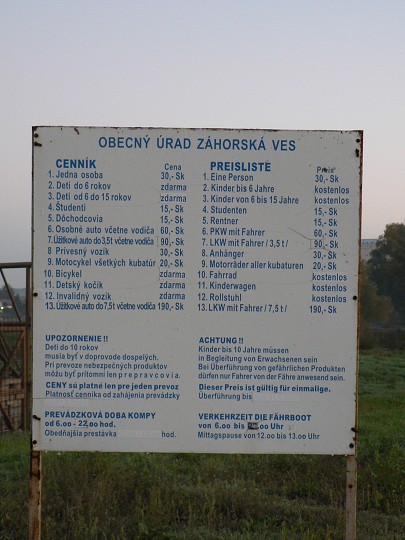 OBECNÝ ÚRAD ZÁHORSKÁ VES
CENNÍK Cena
1. Jedna osoba 30,- Sk
2. Deti do 6 rokov zdarma
3. Deti od 6 do 15 rokov zdarma
4. Študenti 15,- Sk
5. Dôchodcovia 15,- Sk
6. Osobné auto včetne vodiča 60,- Sk
7. Úžitkové auto do 3,5t včetne vodiča 90,- Sk
8 Prívesný vozík 30,- Sk
9. Motocykel všetkých kubatúr 20,- Sk
10. Bicykel zdarma
11. Detský kočík zdarma
12. Invalidný vozík zdarma
13. Úžitkové auto do 7,5t včetne vodiča 190,- Sk
UPOZORNENIE !!
Deti do 10 rokov
musia byť v doprovode dospelých.
Pri prevoze nebezpečných produktov
môžu byť prítomní len prepravcovia.
CENY sú platné len pre jeden prevoz
Platnosť cenníka od zahájenia prevádzky
PREVÁDZKOVÁ DOBA KOMPY
od 6.oo - 22.oo hod.
Obedňajšia prestávka hod.
PREISLISTE Preis
1. Eine Person 30,- Sk
2. Kinder bis 6 Jahre kostenlos
3. Kinder von 6 bis 15 Jahre kostenlos
4. Studenten 15,- Sk
5. Rentner 15,- Sk
6. PKW mit Fahrer 60,- Sk
7. LKW mit Fahrer / 3,5 t / 90,- Sk
8. Anhänger 30,- Sk
9. Motorräder aller kubaturen 20,- Sk
10. Fahrrad kostenlos
11. Kinderwagen kostenlos
12. Rollstuhl kostenlos
13. LKW mit Fahrer / 7,5 t / 190,- Sk
ACHTUNG !!
Kinder bis 10 Jahre müssen
in Begleitung von Erwachsenen sein
Bei Überführung von gefährlichen Produkten
dürfen nur Fahrer von der Fähre anwesend sein.
Dieser Preis ist gültig für einmalige.
Überführung bis
VERKEHRZEIT DIE FÄHRBOOT
von 6.oo bis oo Uhr
Mittagspause von 12.oo bis 13.oo Uhr